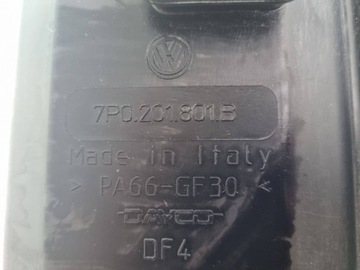 7P0.201.801.B
Made in Italy
> PA66-GF30 <
DAYCO
DF4